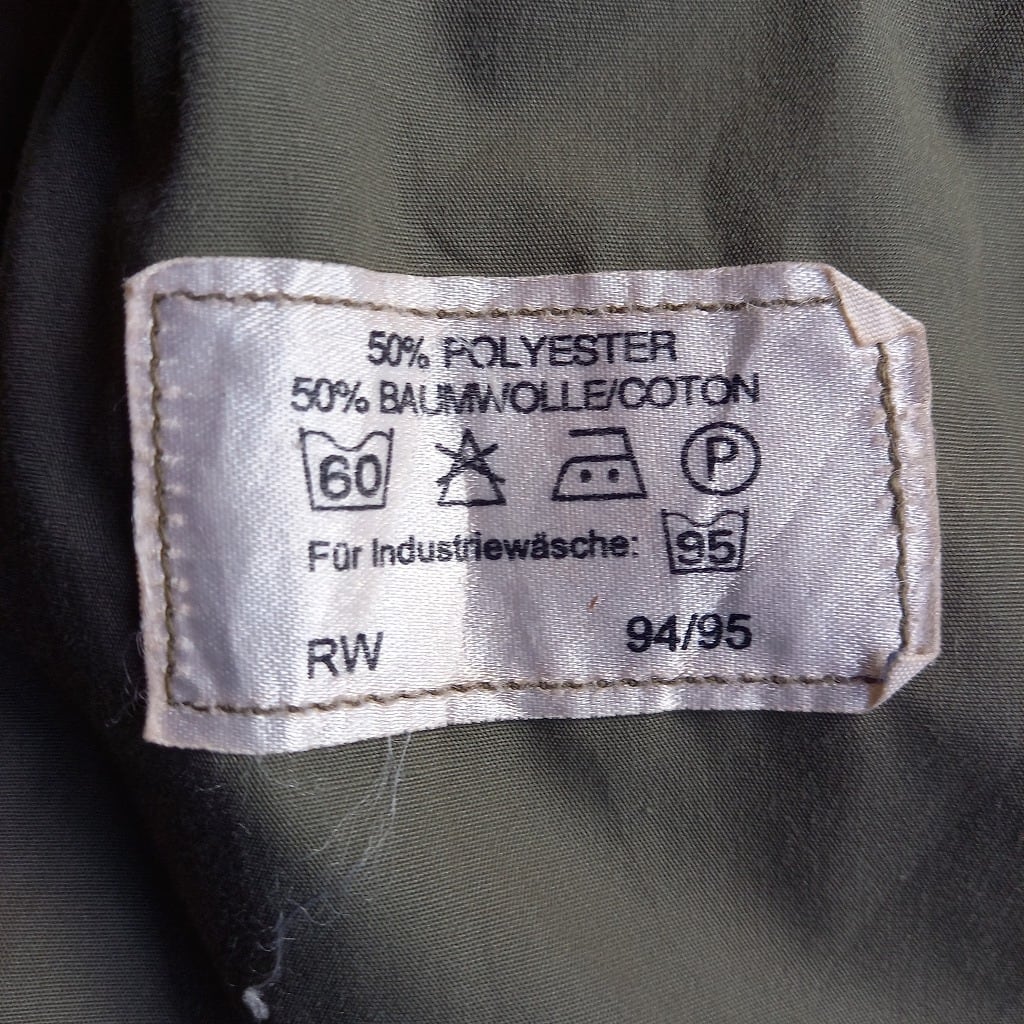 50% POLYESTER
50% BAUMWOLLE/COTON
60 P
Für Industriewäsche: 95
RW 94/95